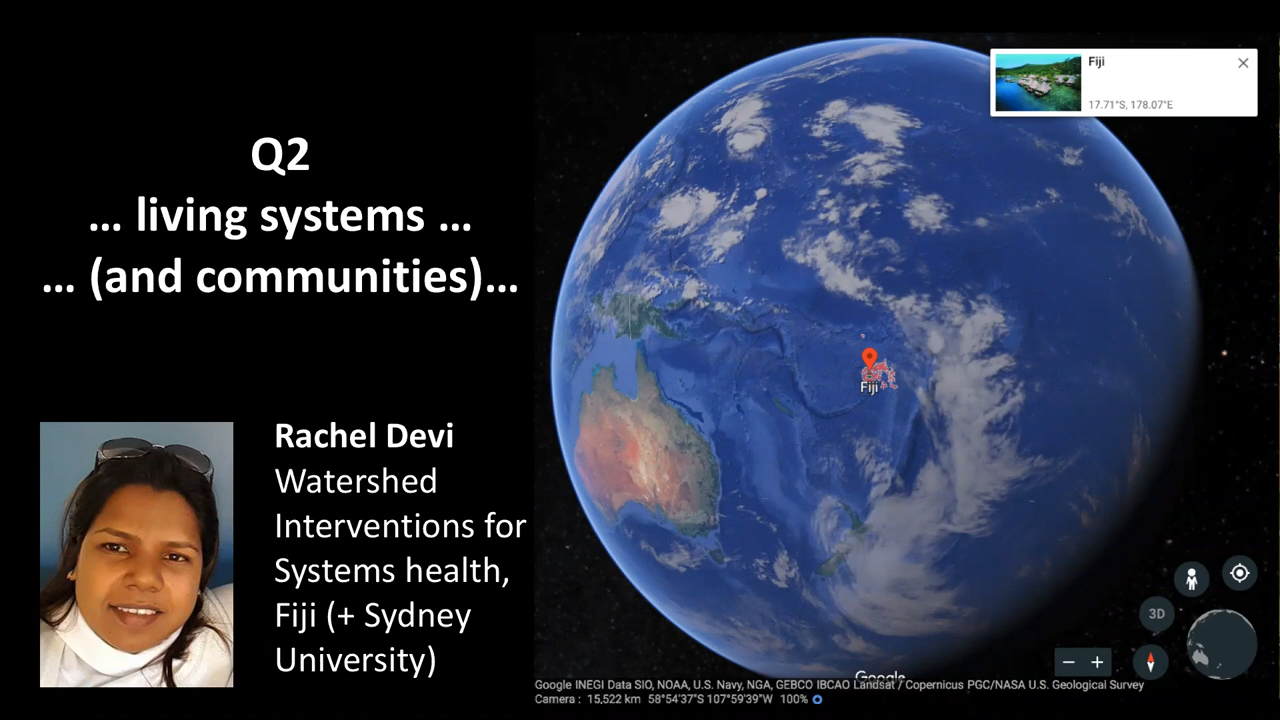 Q2
... living systems ...
... (and communities)...
Rachel Devi
Watershed
Interventions for
Systems health,
Fiji (+ Sydney
University)
Fiji
17.71°S, 178.07°E
Fiji
3D
Google
Google INEGI Data SIO, NOAA, U.S. Navy, NGA, GEBCO IBCAO Landsat / Copernicus PGC/NASA U.S. Geological Survey
Camera : 15,522 km 58°54'37"S 107°59'39"W 100%